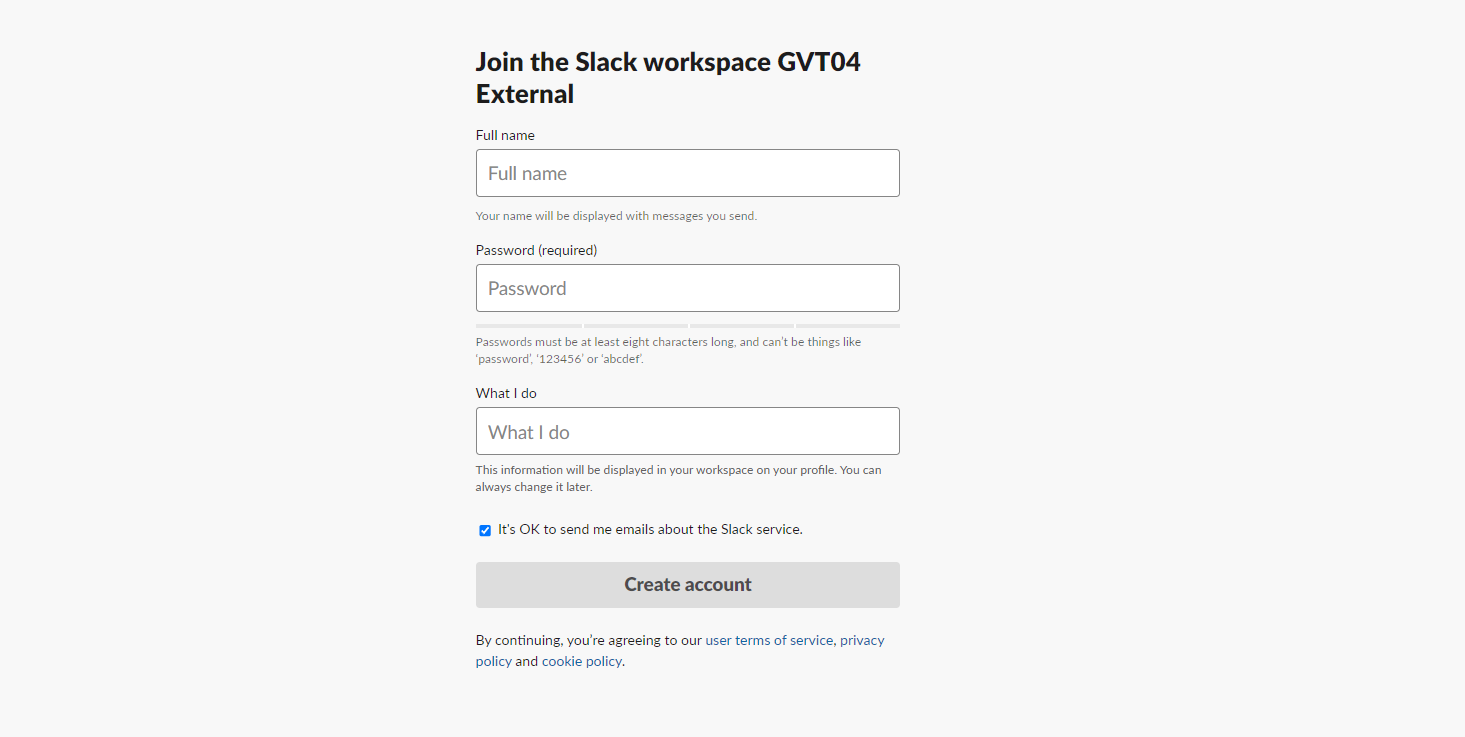 Join the Slack workspace GVT04
External
Full name
Full name
Your name will be displayed with messages you send.
Password (required)
Password
Passwords must be at least eight characters long, and can’t be things like
‘password’, ‘123456’ or ‘abcdef’.
What I do
What I do
This information will be displayed in your workspace on your profile. You can
always change it later.
It's OK to send me emails about the Slack service.
Create account
By continuing, you’re agreeing to our user terms of service, privacy
policy and cookie policy.